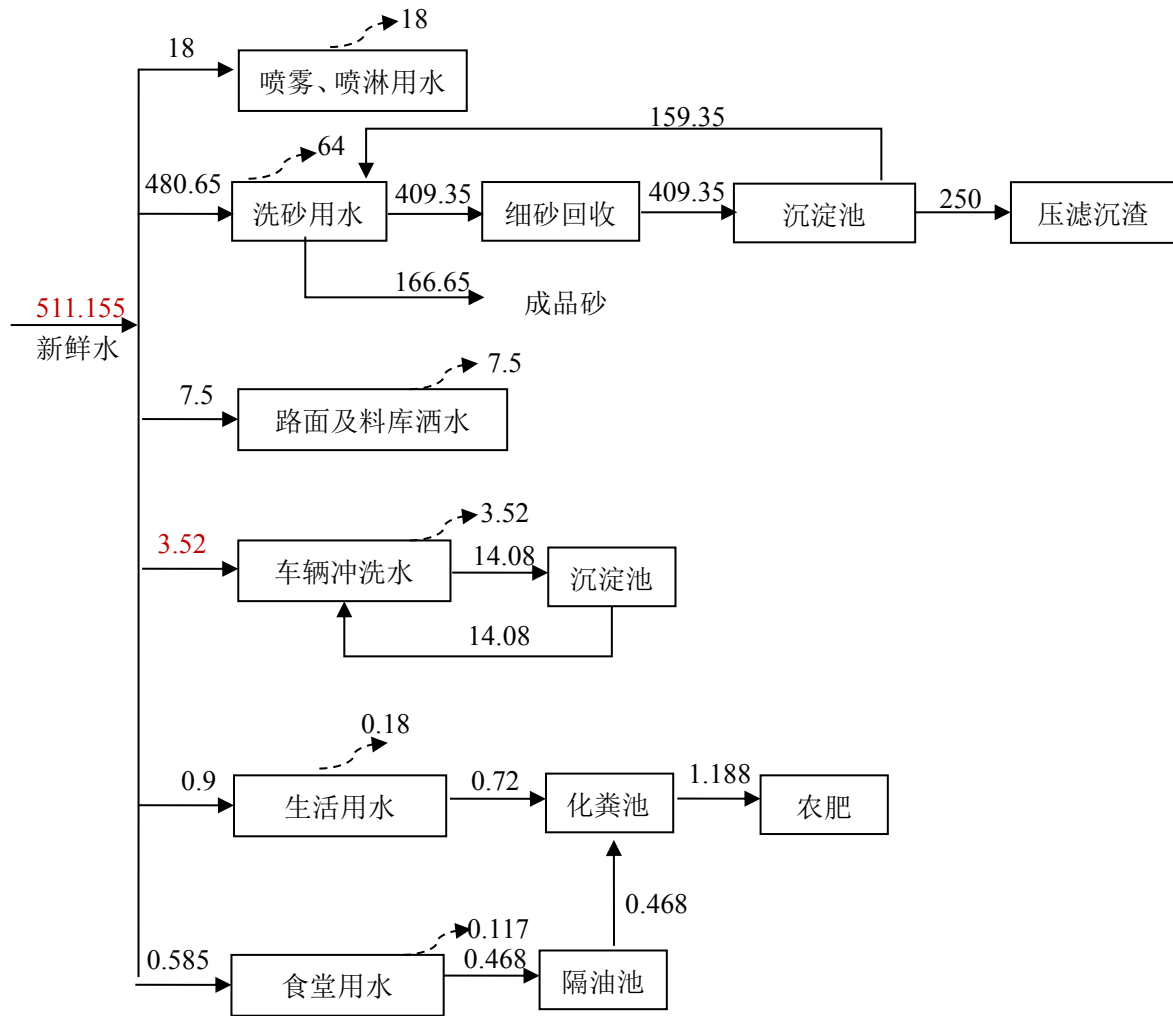 18
18
喷雾、喷淋用水
159.35
64
480.65
洗砂用水
409.35
细砂回收
409.35
沉淀池
250
压滤沉渣
166.65
成品砂
511.155
新鲜水
7.5
7.5
路面及料库洒水
3.52
3.52
车辆冲洗水
14.08
沉淀池
14.08
0.18
0.9
生活用水
0.72
化粪池
1.188
农肥
0.468
0.117
0.585
食堂用水
0.468
隔油池